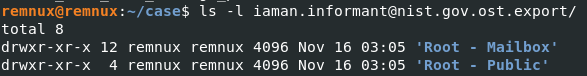 remnux@remnux:~/case$ ls -l iaman.informant@nist.gov.ost.export/
total 8
drwxr-xr-x 12 remnux remnux 4096 Nov 16 03:05 'Root - Mailbox'
drwxr-xr-x  4 remnux remnux 4096 Nov 16 03:05 'Root - Public'